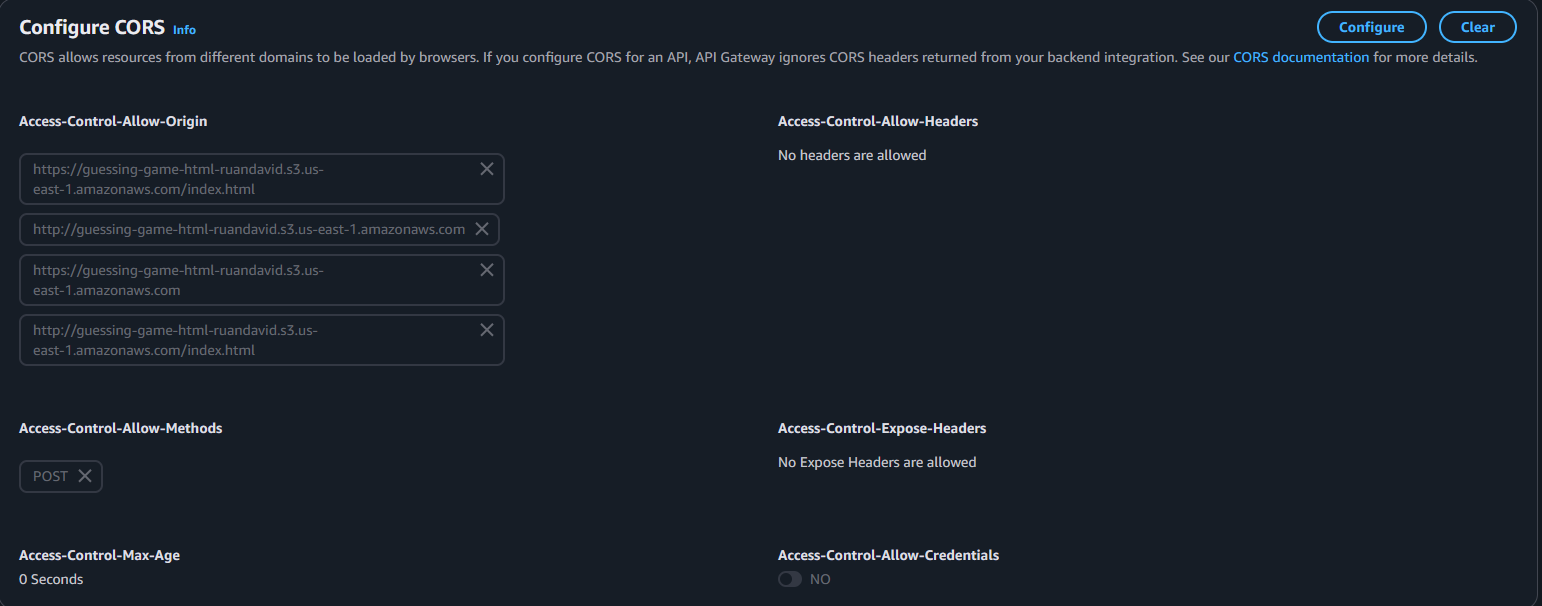 Configure CORS Info
Configure
Clear
CORS allows resources from different domains to be loaded by browsers. If you configure CORS for an API, API Gateway ignores CORS headers returned from your backend integration. See our CORS documentation for more details.
Access-Control-Allow-Origin
https://guessing-game-html-ruandavid.s3.us-
east-1.amazonaws.com/index.html
http://guessing-game-html-ruandavid.s3.us-east-1.amazonaws.com
https://guessing-game-html-ruandavid.s3.us-
east-1.amazonaws.com
http://guessing-game-html-ruandavid.s3.us-
east-1.amazonaws.com/index.html
Access-Control-Allow-Headers
No headers are allowed
Access-Control-Allow-Methods
POST
Access-Control-Expose-Headers
No Expose Headers are allowed
Access-Control-Max-Age
0 Seconds
Access-Control-Allow-Credentials
NO